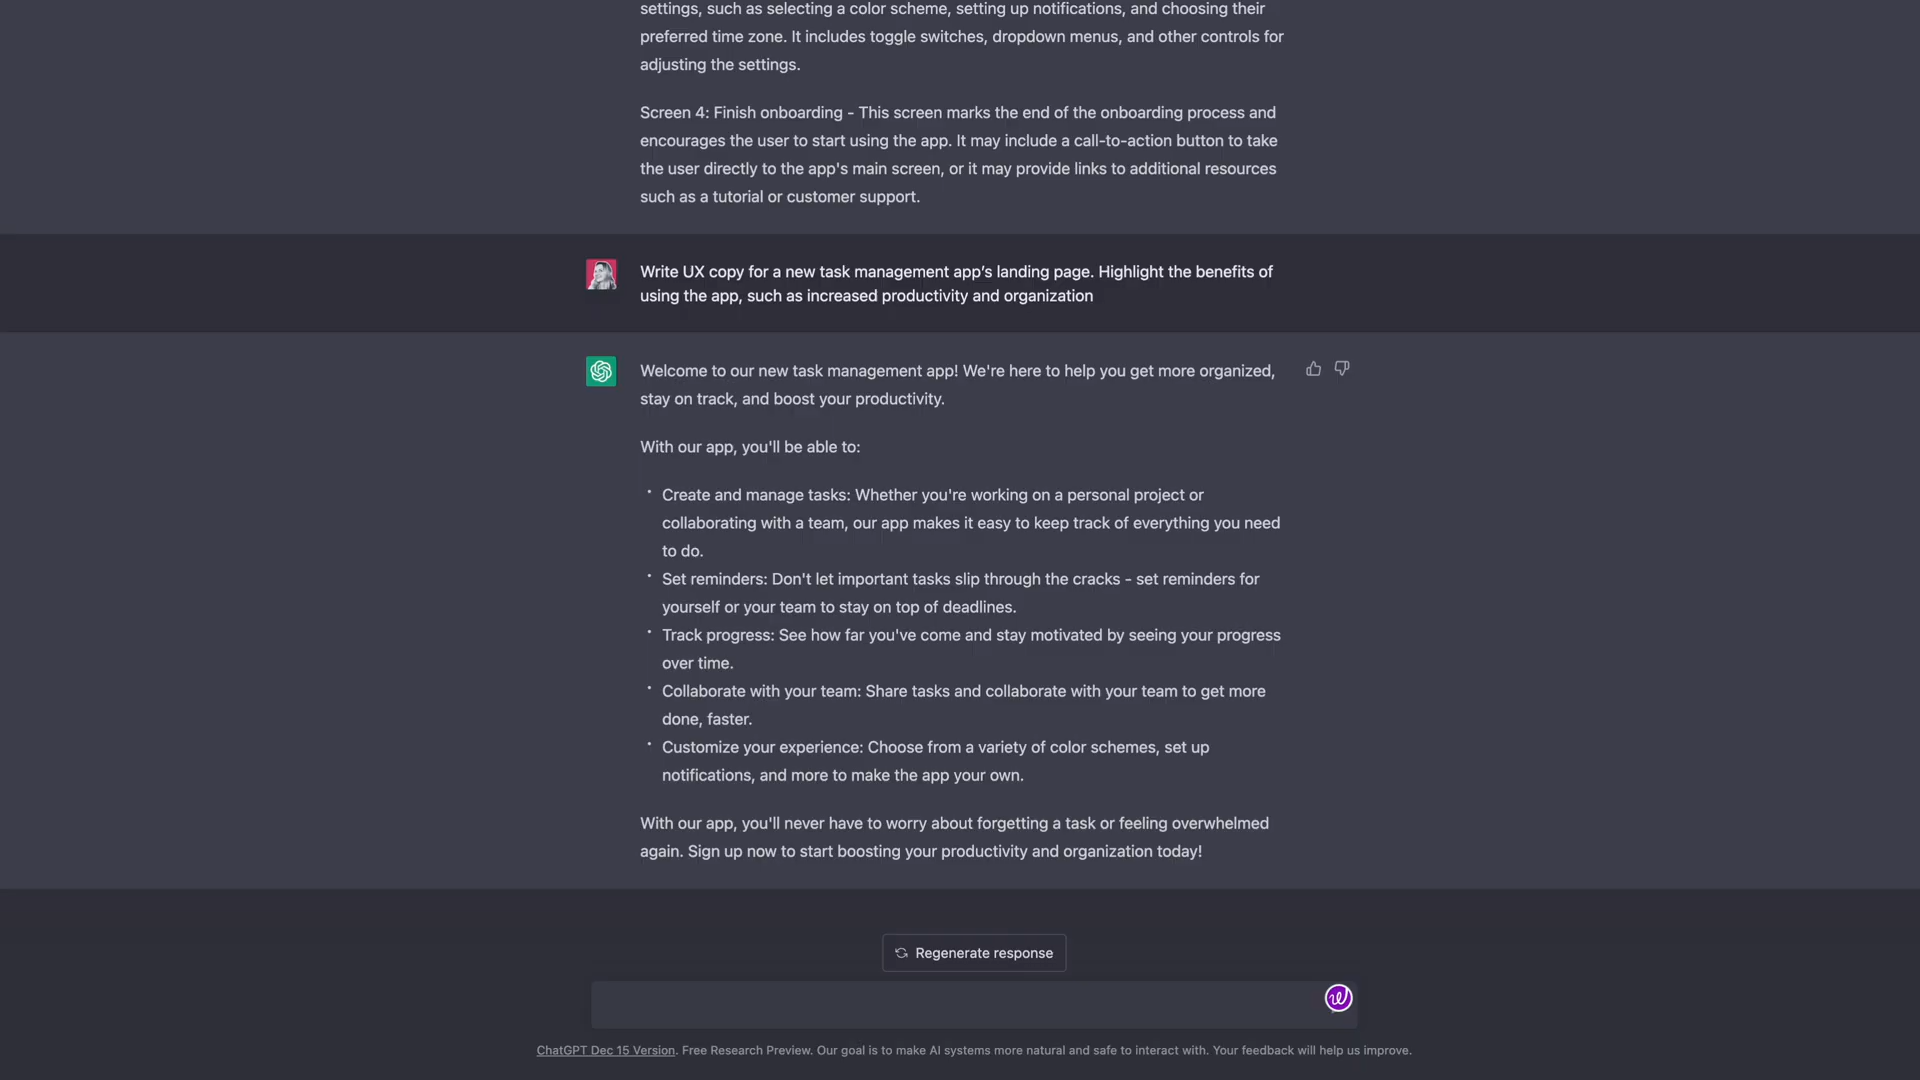 settings, such as selecting a color scheme, setting up notifications, and choosing their
preferred time zone. It includes toggle switches, dropdown menus, and other controls for
adjusting the settings.
Screen 4: Finish onboarding - This screen marks the end of the onboarding process and
encourages the user to start using the app. It may include a call-to-action button to take
the user directly to the app's main screen, or it may provide links to additional resources
such as a tutorial or customer support.
Write UX copy for a new task management app’s landing page. Highlight the benefits of
using the app, such as increased productivity and organization
Welcome to our new task management app! We're here to help you get more organized,
stay on track, and boost your productivity.
With our app, you'll be able to:
• Create and manage tasks: Whether you're working on a personal project or
collaborating with a team, our app makes it easy to keep track of everything you need
to do.
• Set reminders: Don't let important tasks slip through the cracks - set reminders for
yourself or your team to stay on top of deadlines.
• Track progress: See how far you've come and stay motivated by seeing your progress
over time.
• Collaborate with your team: Share tasks and collaborate with your team to get more
done, faster.
• Customize your experience: Choose from a variety of color schemes, set up
notifications, and more to make the app your own.
With our app, you'll never have to worry about forgetting a task or feeling overwhelmed
again. Sign up now to start boosting your productivity and organization today!
Regenerate response
ChatGPT Dec 15 Version. Free Research Preview. Our goal is to make AI systems more natural and safe to interact with. Your feedback will help us improve.